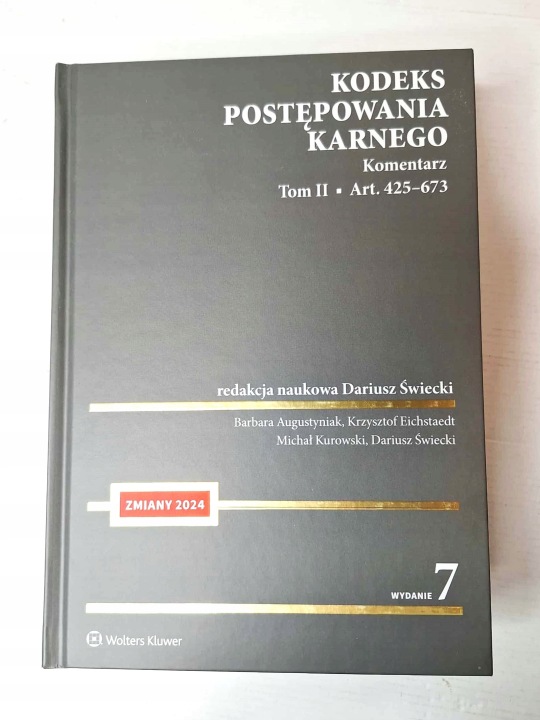 KODEKS
POSTĘPOWANIA
KARNEGO
Komentarz
Tom II ▪ Art. 425–673
redakcja naukowa Dariusz Świecki
Barbara Augustyniak, Krzysztof Eichstaedt
Michał Kurowski, Dariusz Świecki
ZMIANY 2024
WYDANIE 7
Wolters Kluwer